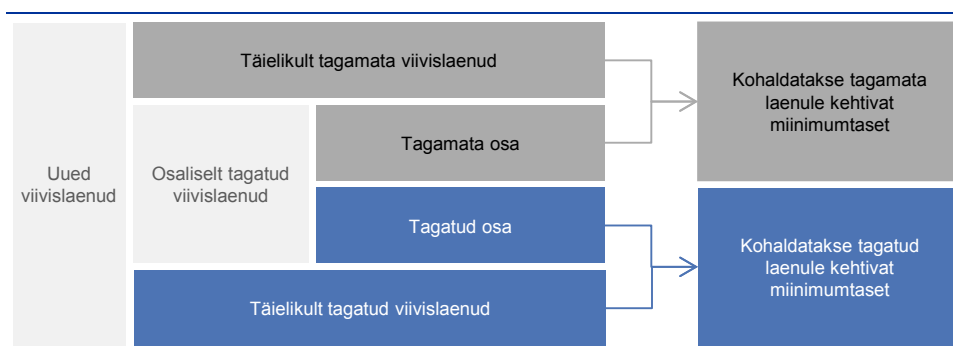 Uued
viivislaenud
Täielikult tagamata viivislaenud
Osaliselt tagatud
viivislaenud
Tagamata osa
Tagatud osa
Täielikult tagatud viivislaenud
Kohaldatakse tagamata
laenule kehtivat
miinimumtaset
Kohaldatakse tagatud
laenule kehtivat
miinimumtaset